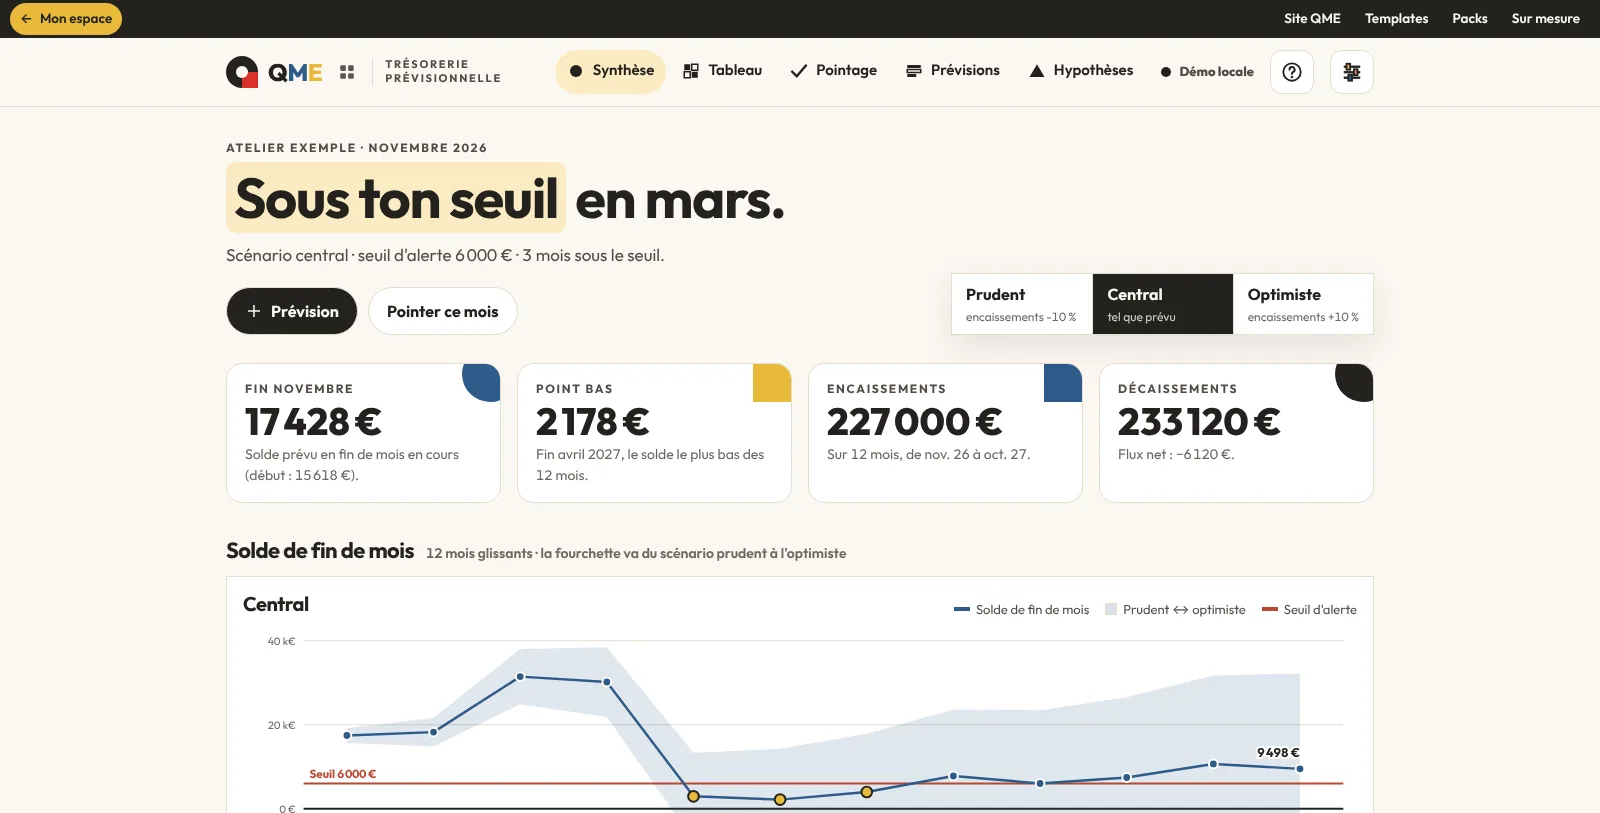 ← Mon espace
Site QME Templates Packs Sur mesure
QME
TRÉSORERIE
PRÉVISIONNELLE
Synthèse Tableau Pointage Prévisions Hypothèses Démo locale
ATELIER EXEMPLE · NOVEMBRE 2026
Sous ton seuil en mars.
Scénario central · seuil d'alerte 6 000 € · 3 mois sous le seuil.
+ Prévision
Pointer ce mois
Prudent
encaissements -10 %
Central
tel que prévu
Optimiste
encaissements +10 %
FIN NOVEMBRE
17 428 €
Solde prévu en fin de mois en cours
(début : 15 618 €).
POINT BAS
2 178 €
Fin avril 2027, le solde le plus bas des
12 mois.
ENCAISSEMENTS
227 000 €
Sur 12 mois, de nov. 26 à oct. 27.
DÉCAISSEMENTS
233 120 €
Flux net : −6 120 €.
Solde de fin de mois 12 mois glissants · la fourchette va du scénario prudent à l'optimiste
Central
Solde de fin de mois Prudent ↔ optimiste Seuil d'alerte
40 k€
20 k€
9 498 €
Seuil 6 000 €
0 €